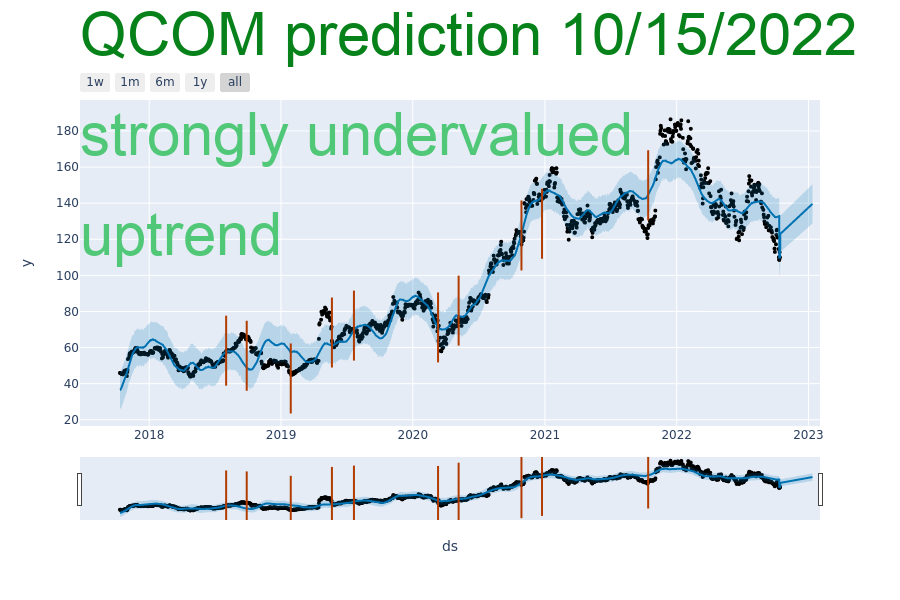 QCOM prediction 10/15/2022
1w 1m 6m 1y all
180
strongly undervalued
160
140
uptrend
120
y
100
80
60
40
20
2018 2019 2020 2021 2022 2023
ds